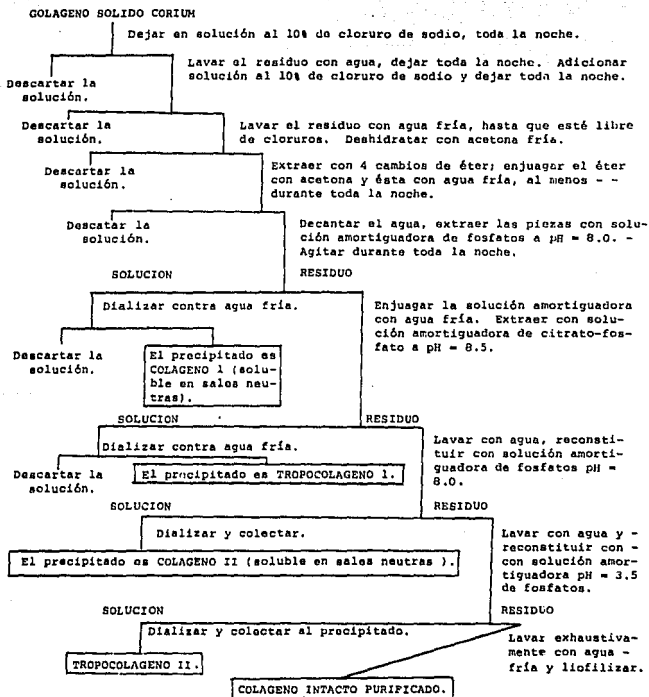 GOLAGENO SOLIDO CORIUM
Dejar en solución al 10% de cloruro de sodio, toda la noche.
Descartar la
solución.
Lavar el residuo con agua, dejar toda la noche. Adicionar
solución al 10% de cloruro de sodio y dejar toda la noche.
Descartar la
solución.
Lavar el residuo con agua fría, hasta que esté libre
de cloruros. Deshidratar con acetona fría.
Descartar la
solución.
Extraer con 4 cambios de éter; enjuagar el éter
con acetona y ésta con agua fría, al menos - -
durante toda la noche.
Descatar la
solución.
Decantar el agua, extraer las piezas con solu-
ción amortiguadora de fosfatos a pH = 8.0. -
Agitar durante toda la noche.
SOLUCION RESIDUO
Dializar contra agua fría.
Enjuagar la solución amortiguadora
con agua fría. Extraer con solu-
ción amortiguadora de citrato-fos-
fato a pH = 8.5.
Descartar la
solución.
El precipitado es
COLAGENO 1 (solu-
ble en sales neu-
tras).
SOLUCION RESIDUO
Dializar contra agua fría.
Lavar con agua, reconsti-
tuir con solución amorti-
guadora de fosfatos pH =
8.0.
Descartar la
solución.
El precipitado es TROPOCOLAGENO 1.
SOLUCION RESIDUO
Dializar y colectar.
Lavar con agua y -
reconstituir con -
con solución amor-
tiguadora pH = 3.5
de fosfatos.
El precipitado es COLAGENO II (soluble en sales neutras ).
SOLUCION RESIDUO
Dializar y colectar al precipitado.
Lavar exhaustiva-
mente con agua -
fría y liofilizar.
TROPOCOLAGENO II.
COLAGENO INTACTO PURIFICADO.